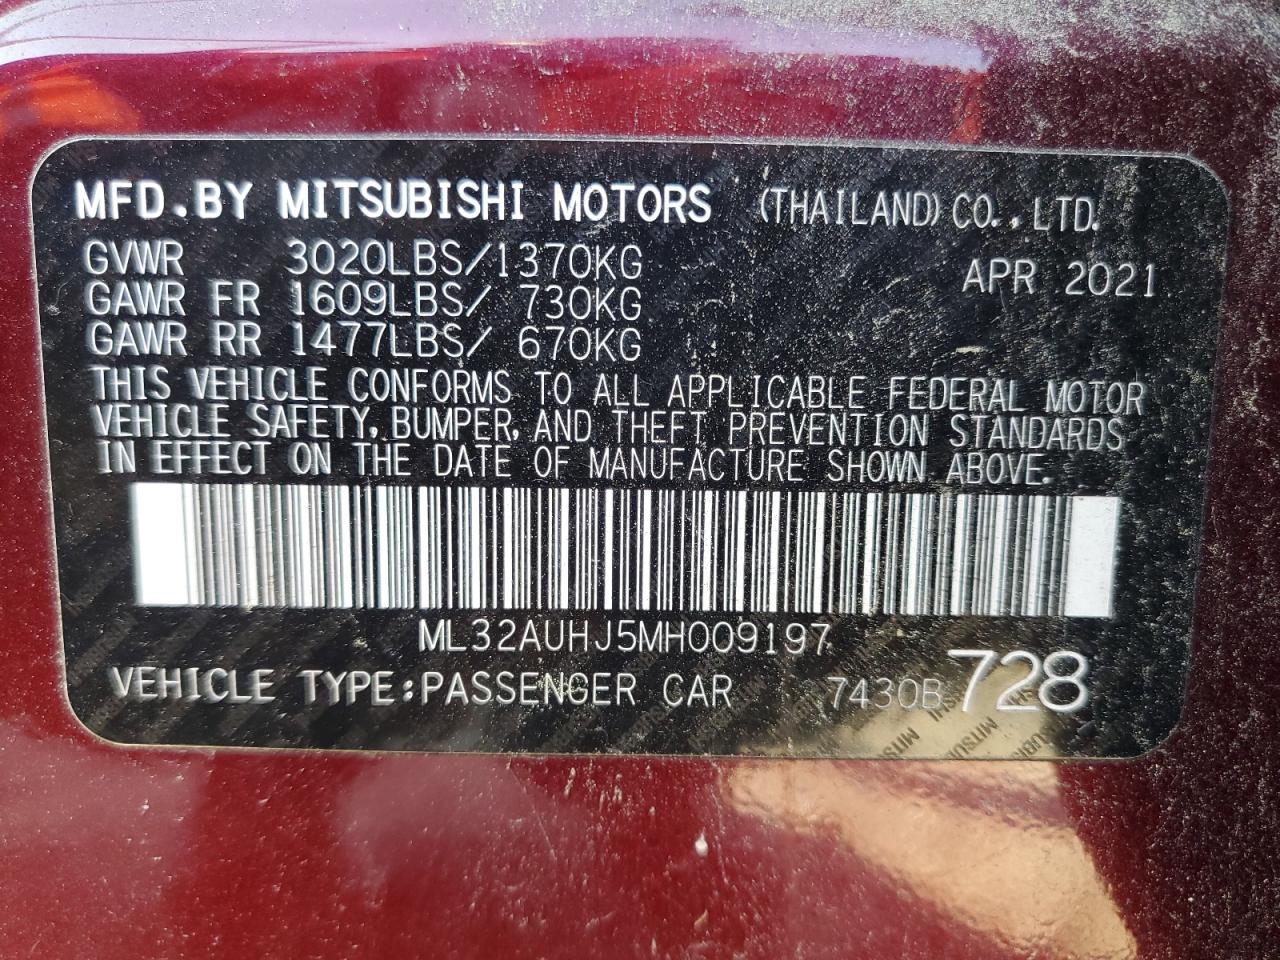 MFD.BY MITSUBISHI MOTORS (THAILAND) CO.,LTD.
GVWR 3020LBS/1370KG APR 2021
GAWR FR 1609LBS/ 730KG
GAWR RR 1477LBS/ 670KG
THIS VEHICLE CONFORMS TO ALL APPLICABLE FEDERAL MOTOR
VEHICLE SAFETY, BUMPER, AND THEFT PREVENTION STANDARDS
IN EFFECT ON THE DATE OF MANUFACTURE SHOWN ABOVE.
ML32AUHJ5MH009197
VEHICLE TYPE:PASSENGER CAR 7430B 728